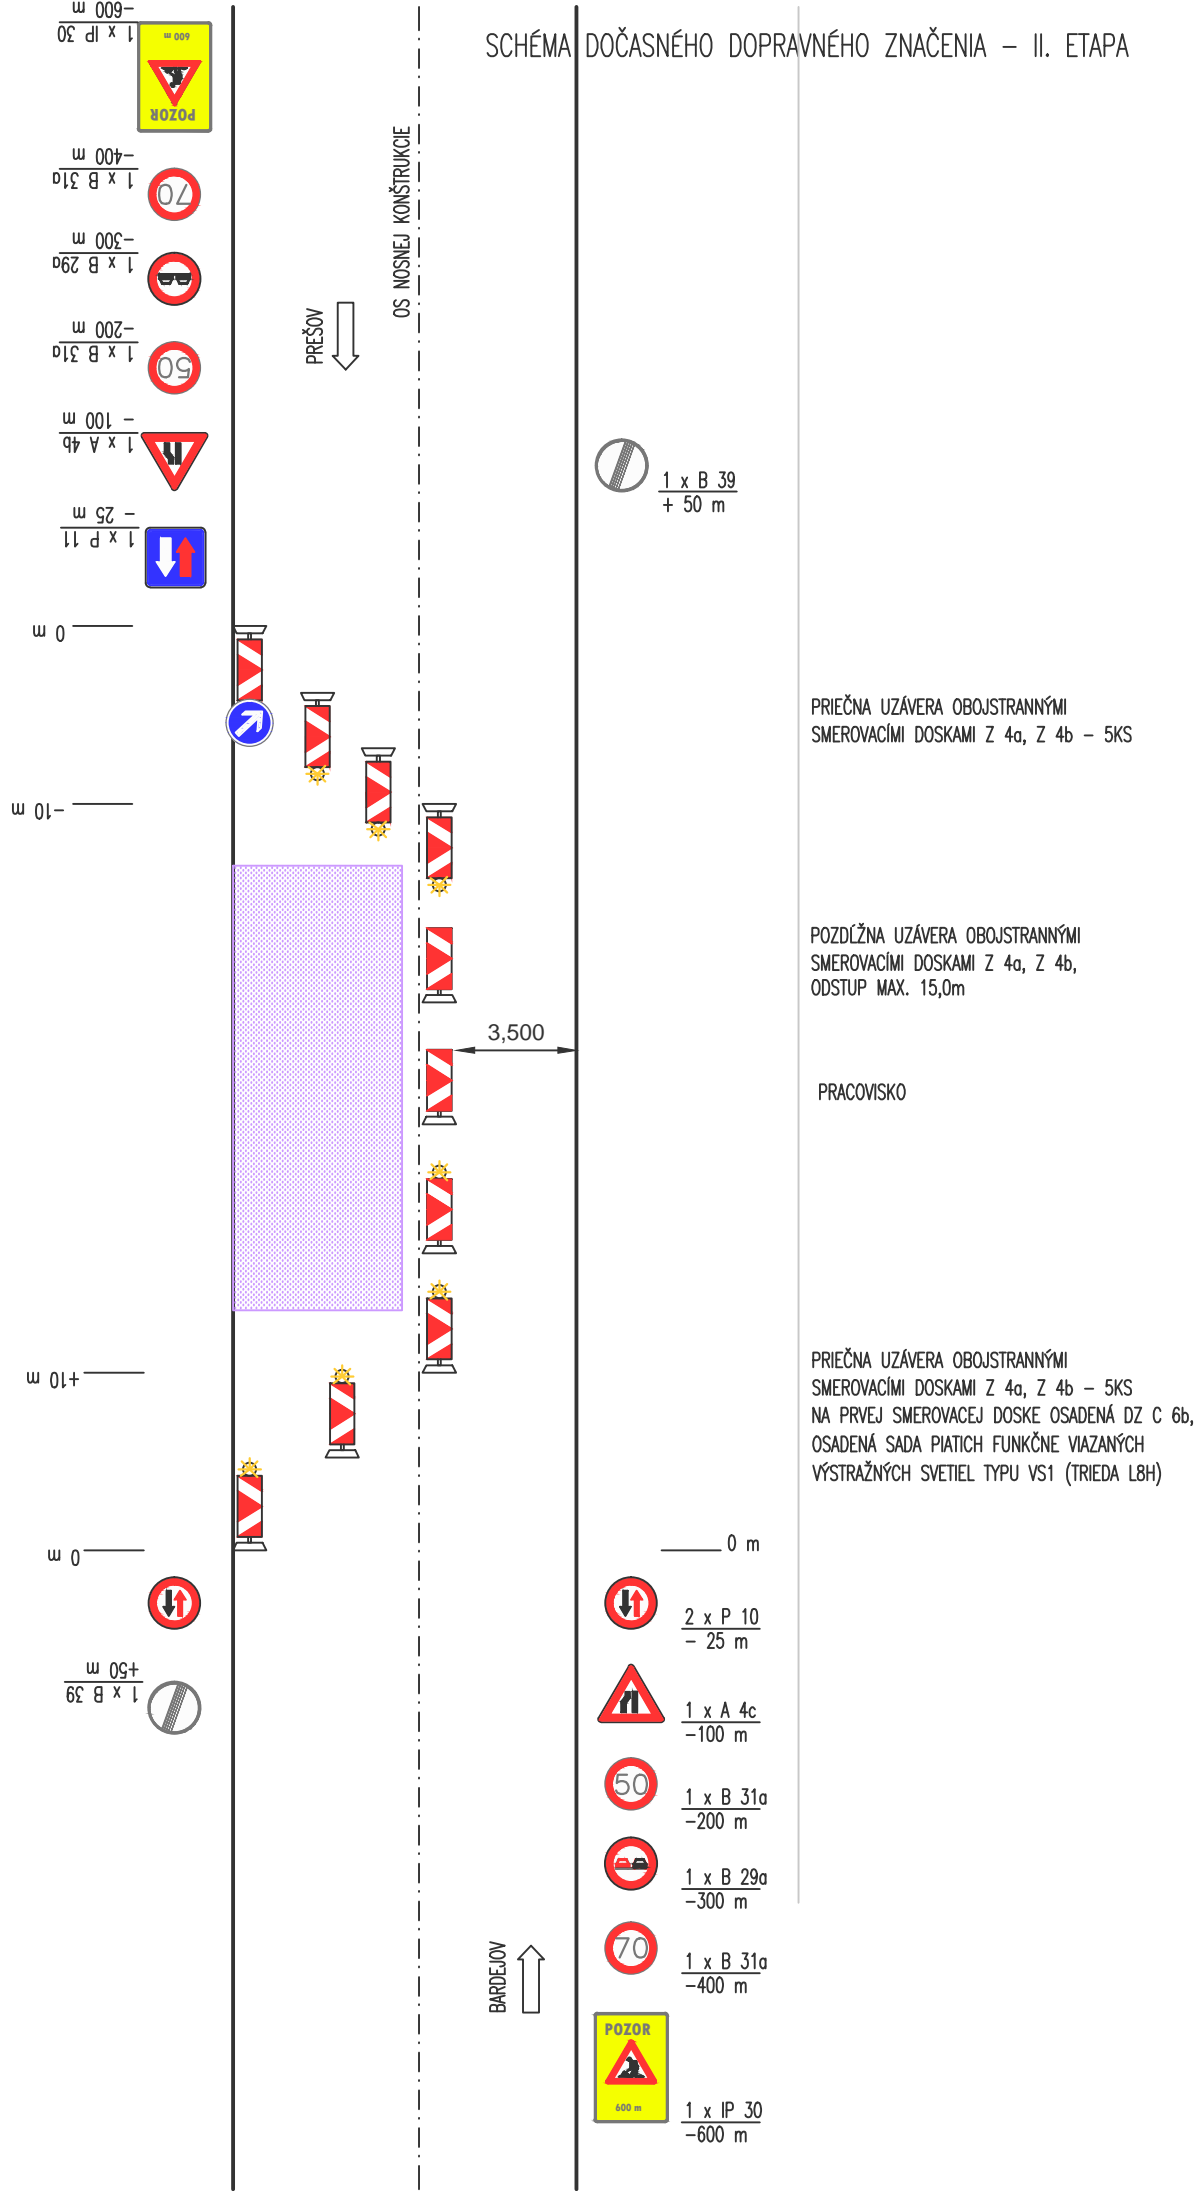 SCHÉMA DOČASNÉHO DOPRAVNÉHO ZNAČENIA – II. ETAPA
1 x IP 30
-600 m
POZOR
600 m
1 x B 31a
-400 m
70
1 x B 29a
-300 m
1 x B 31a
-200 m
50
1 x A 4b
- 100 m
1 x P 11
- 25 m
OS NOSNEJ KONŠTRUKCIE
PREŠOV
1 x B 39
+ 50 m
0 m
-10 m
PRIEČNA UZÁVERA OBOJSTRANNÝMI
SMEROVACÍMI DOSKAMI Z 4a, Z 4b – 5KS
POZDĹŽNA UZÁVERA OBOJSTRANNÝMI
SMEROVACÍMI DOSKAMI Z 4a, Z 4b,
ODSTUP MAX. 15,0m
3,500
PRACOVISKO
+10 m
PRIEČNA UZÁVERA OBOJSTRANNÝMI
SMEROVACÍMI DOSKAMI Z 4a, Z 4b – 5KS
NA PRVEJ SMEROVACEJ DOSKE OSADENÁ DZ C 6b,
OSADENÁ SADA PIATICH FUNKČNE VIAZANÝCH
VÝSTRAŽNÝCH SVETIEL TYPU VS1 (TRIEDA L8H)
0 m
0 m
2 x P 10
- 25 m
1 x B 39
+50 m
1 x A 4c
-100 m
50
1 x B 31a
-200 m
1 x B 29a
-300 m
70
1 x B 31a
-400 m
BARDEJOV
POZOR
600 m
1 x IP 30
-600 m